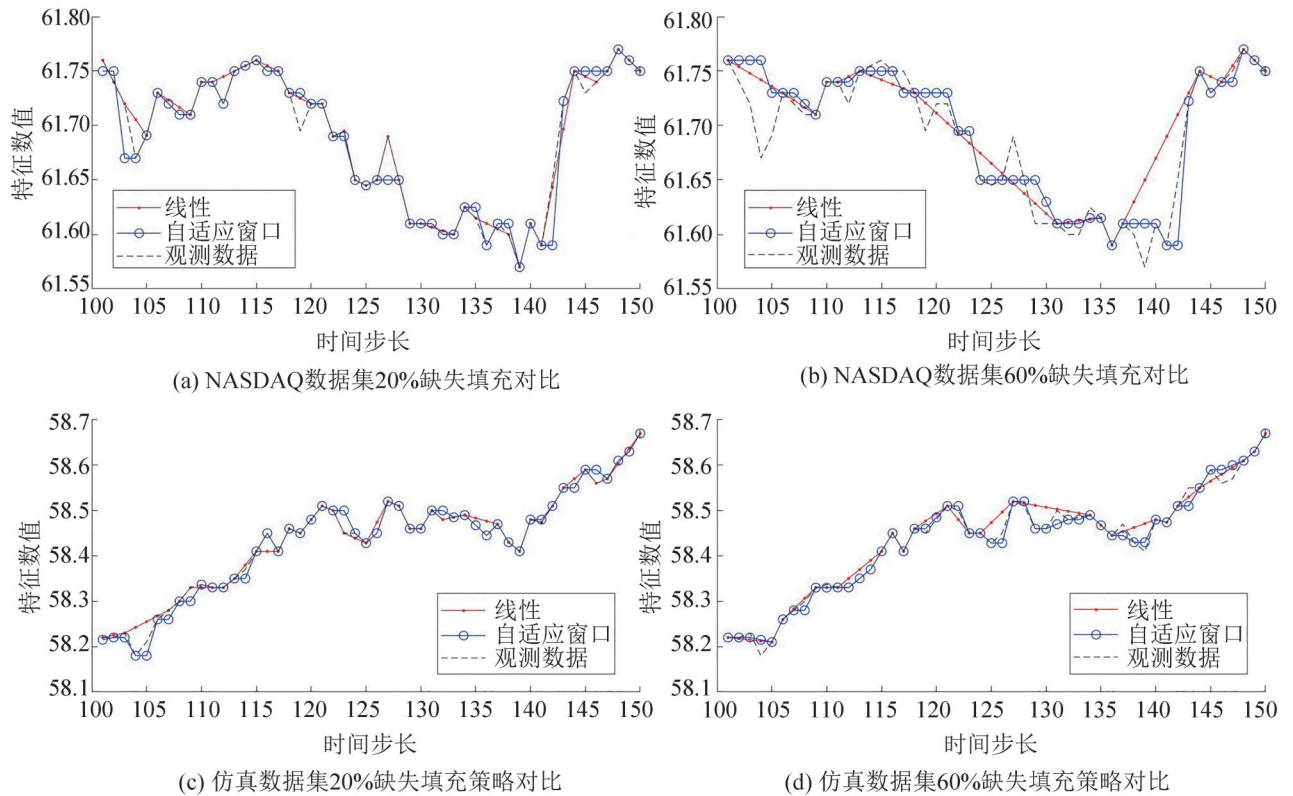 61.80
61.75
61.70
61.65
61.60
61.55
特征数值
线性
自适应窗口
观测数据
100 105 110 115 120 125 130 135 140 145 150
时间步长
(a) NASDAQ数据集20%缺失填充对比
61.80
61.75
61.70
61.65
61.60
61.55
特征数值
线性
自适应窗口
观测数据
100 105 110 115 120 125 130 135 140 145 150
时间步长
(b) NASDAQ数据集60%缺失填充对比
58.7
58.6
58.5
58.4
58.3
58.2
58.1
特征数值
线性
自适应窗口
观测数据
100 105 110 115 120 125 130 135 140 145 150
时间步长
(c) 仿真数据集20%缺失填充策略对比
58.7
58.6
58.5
58.4
58.3
58.2
58.1
特征数值
线性
自适应窗口
观测数据
100 105 110 115 120 125 130 135 140 145 150
时间步长
(d) 仿真数据集60%缺失填充策略对比